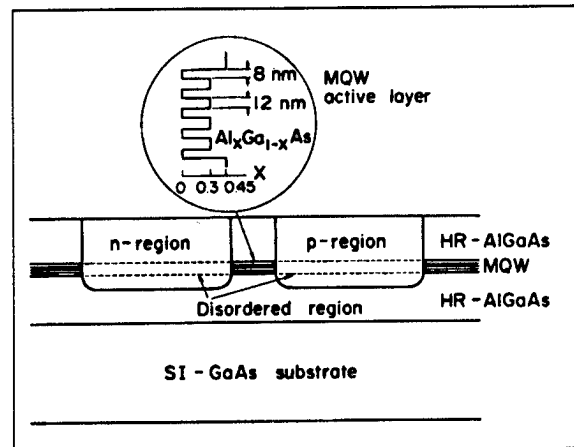 8 nm
MQW
active layer
12 nm
AlxGa1-xAs
X
0 0.3 0.45
n-region
p-region
HR-AlGaAs
MQW
Disordered region
HR-AlGaAs
SI-GaAs substrate